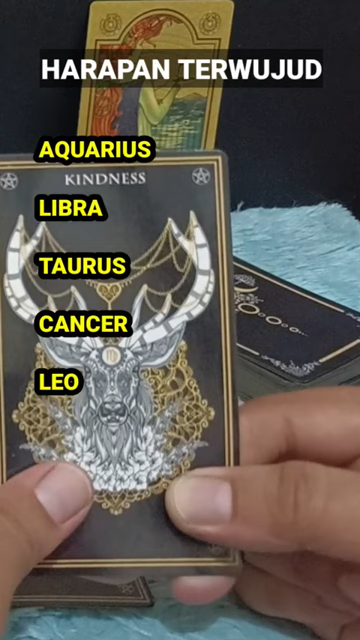 HARAPAN TERWUJUD
AQUARIUS
KINDNESS
LIBRA
TAURUS
CANCER
LEO